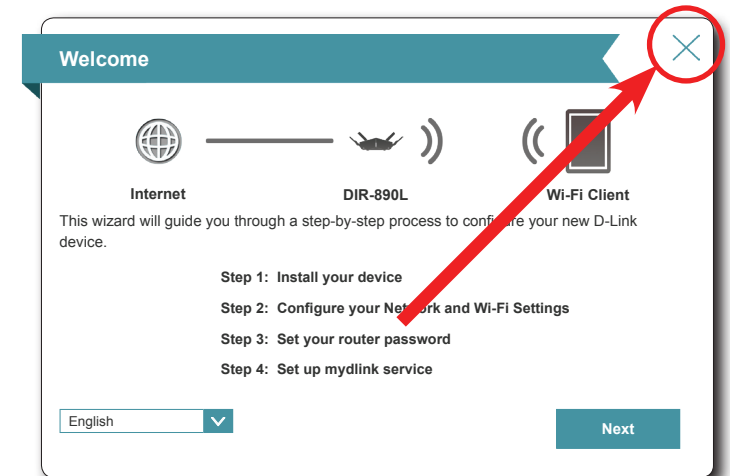 Welcome
Internet DIR-890L Wi-Fi Client
This wizard will guide you through a step-by-step process to configure your new D-Link
device.
Step 1: Install your device
Step 2: Configure your Network and Wi-Fi Settings
Step 3: Set your router password
Step 4: Set up mydlink service
English Next